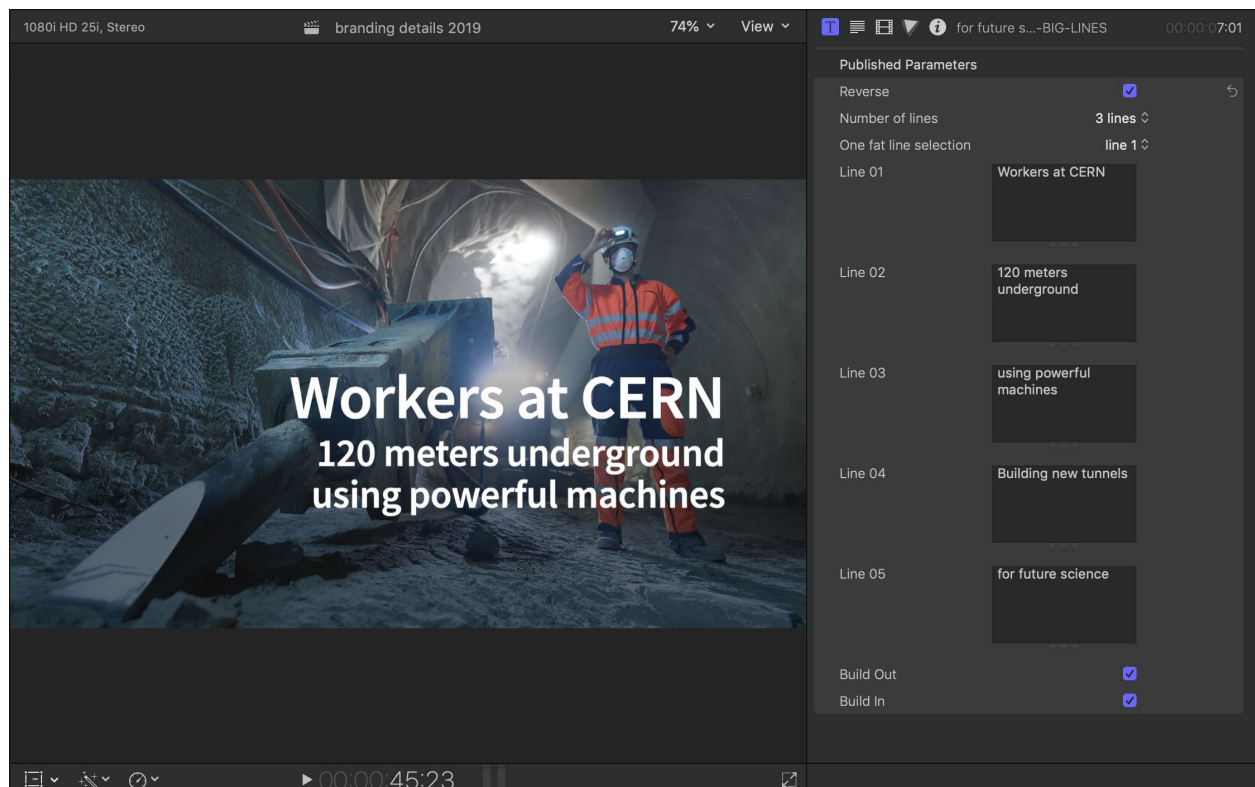 1080i HD 25i, Stereo
branding details 2019
74%
View
T
i
for future s...-BIG-LINES
00:00:07:01
Published Parameters
Reverse
Number of lines
3 lines
One fat line selection
line 1
Line 01
Workers at CERN
Line 02
120 meters
underground
Line 03
using powerful
machines
Line 04
Building new tunnels
Line 05
for future science
Build Out
Build In
Workers at CERN
120 meters underground
using powerful machines
00:00:45:23